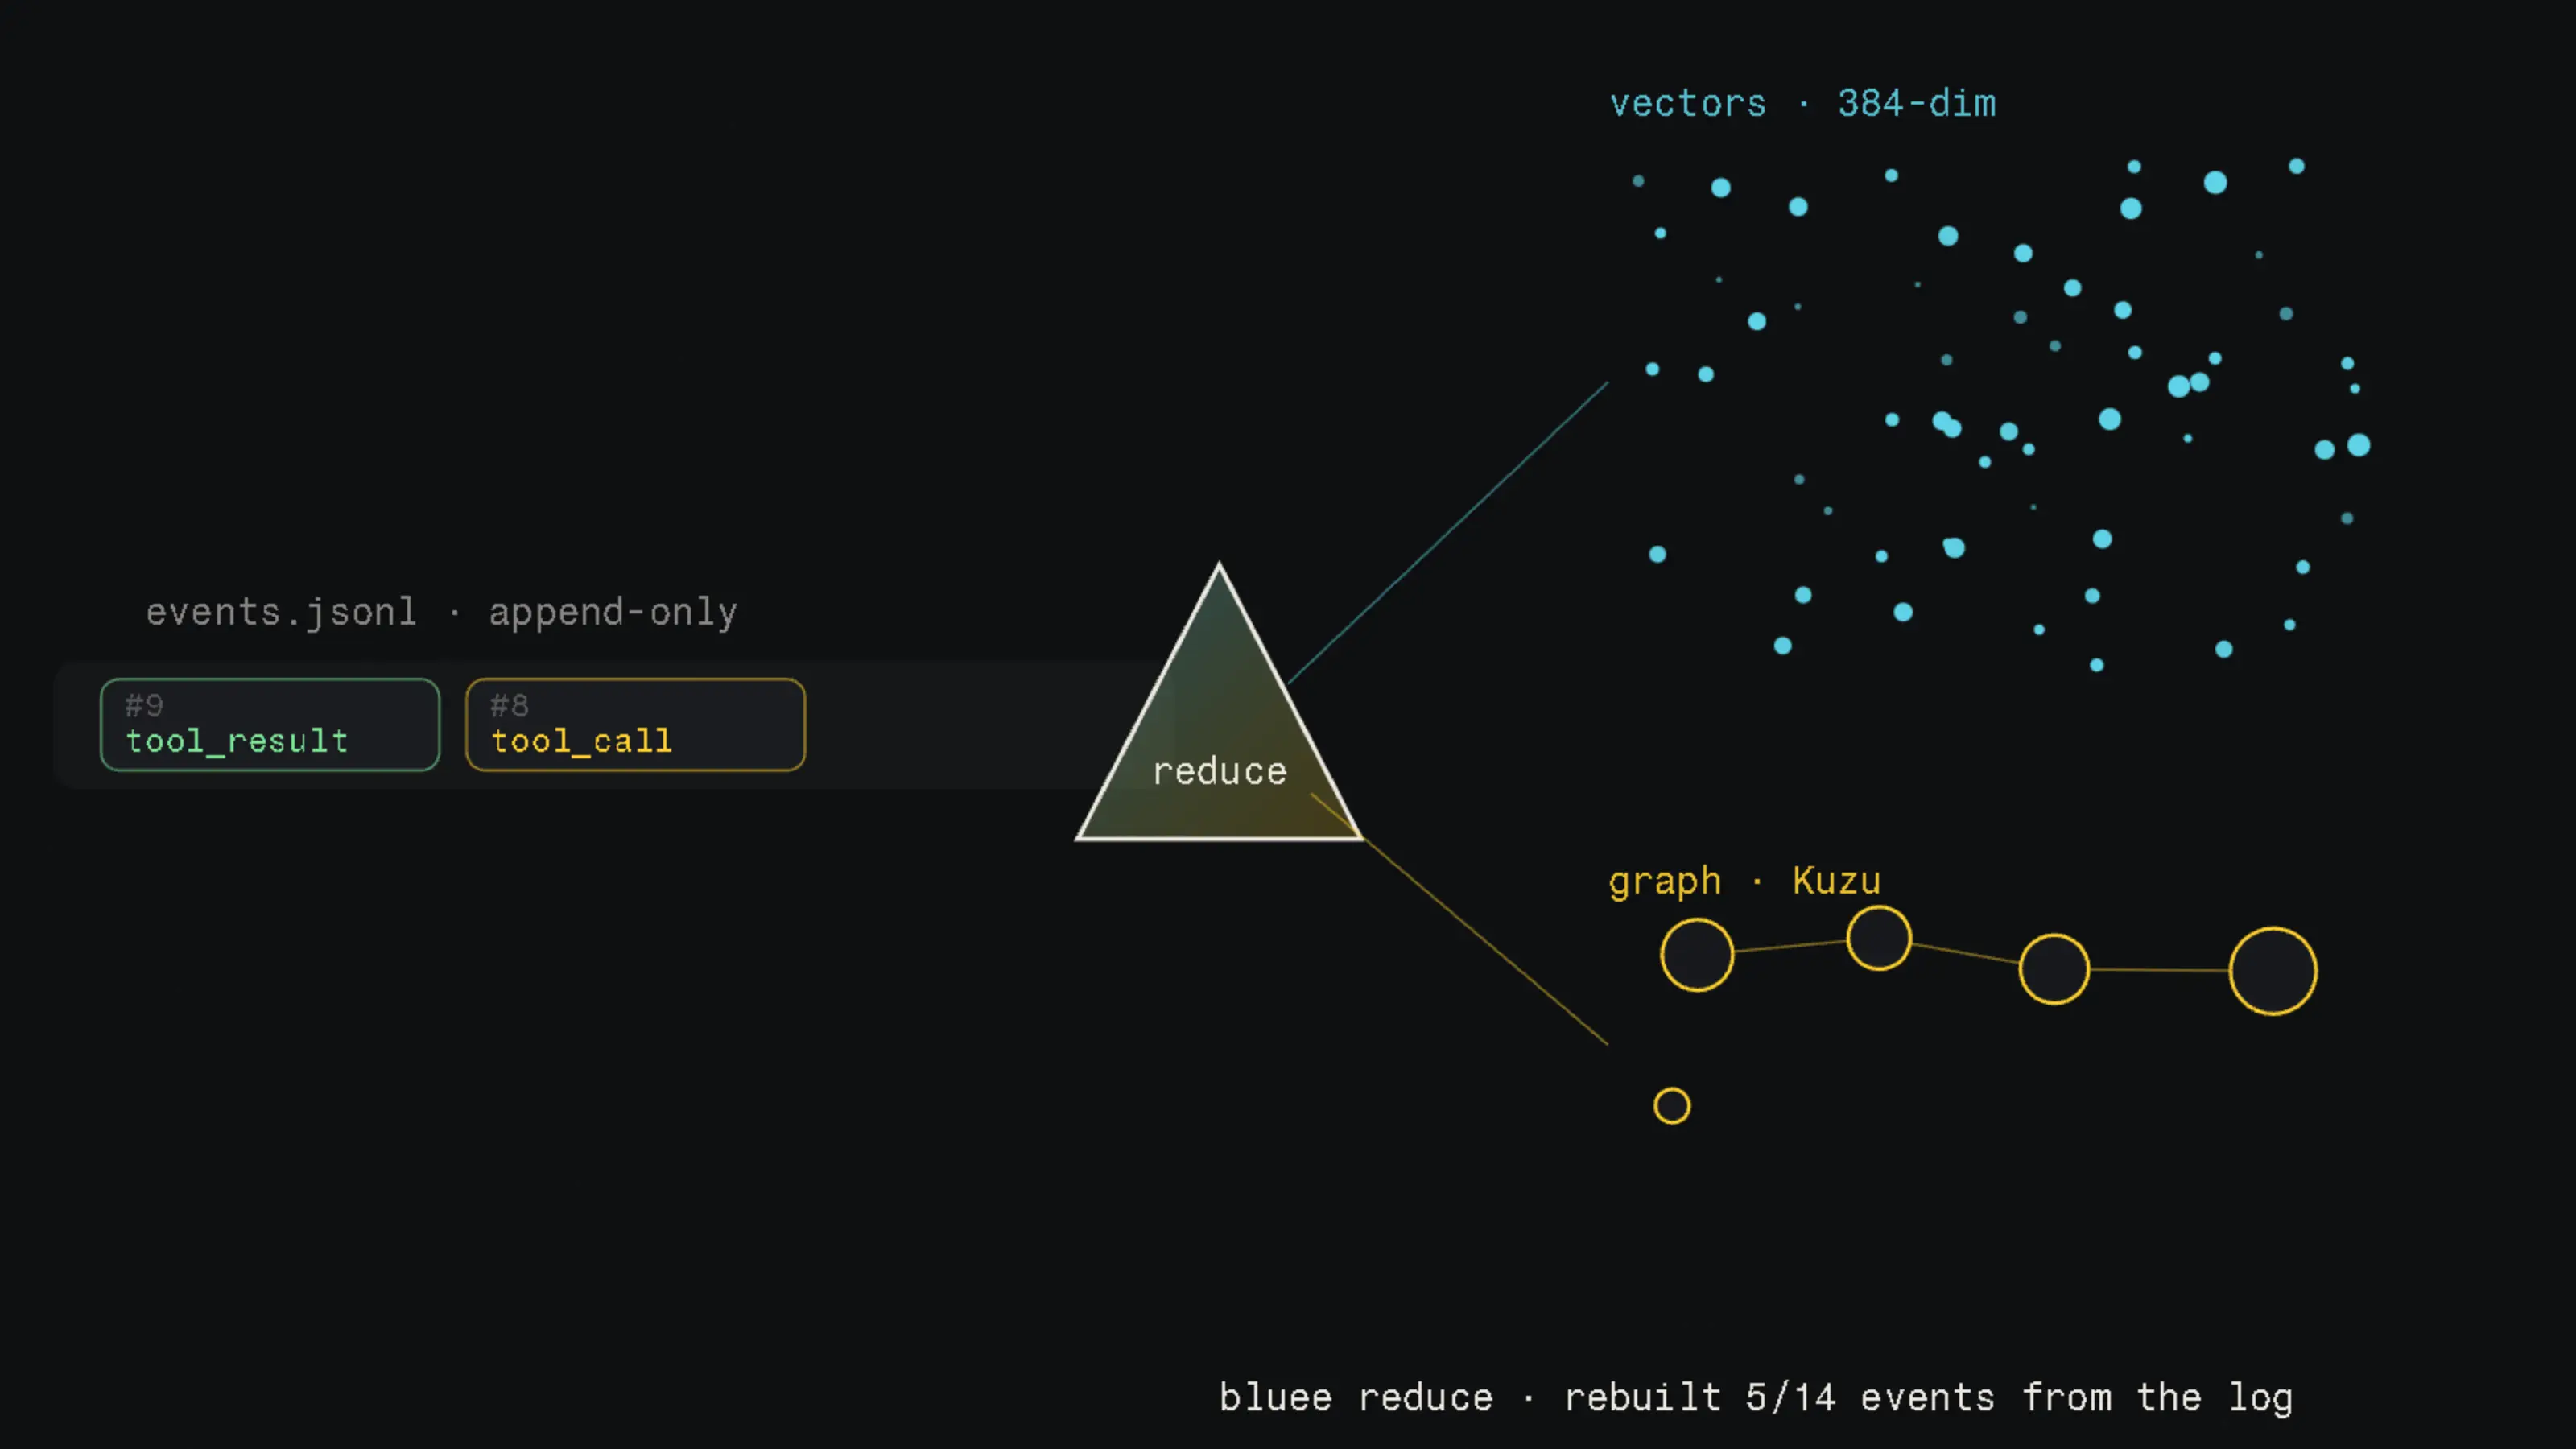 vectors · 384-dim
events.jsonl · append-only
#9
tool_result
#8
tool_call
reduce
graph · Kuzu
bluee reduce · rebuilt 5/14 events from the log